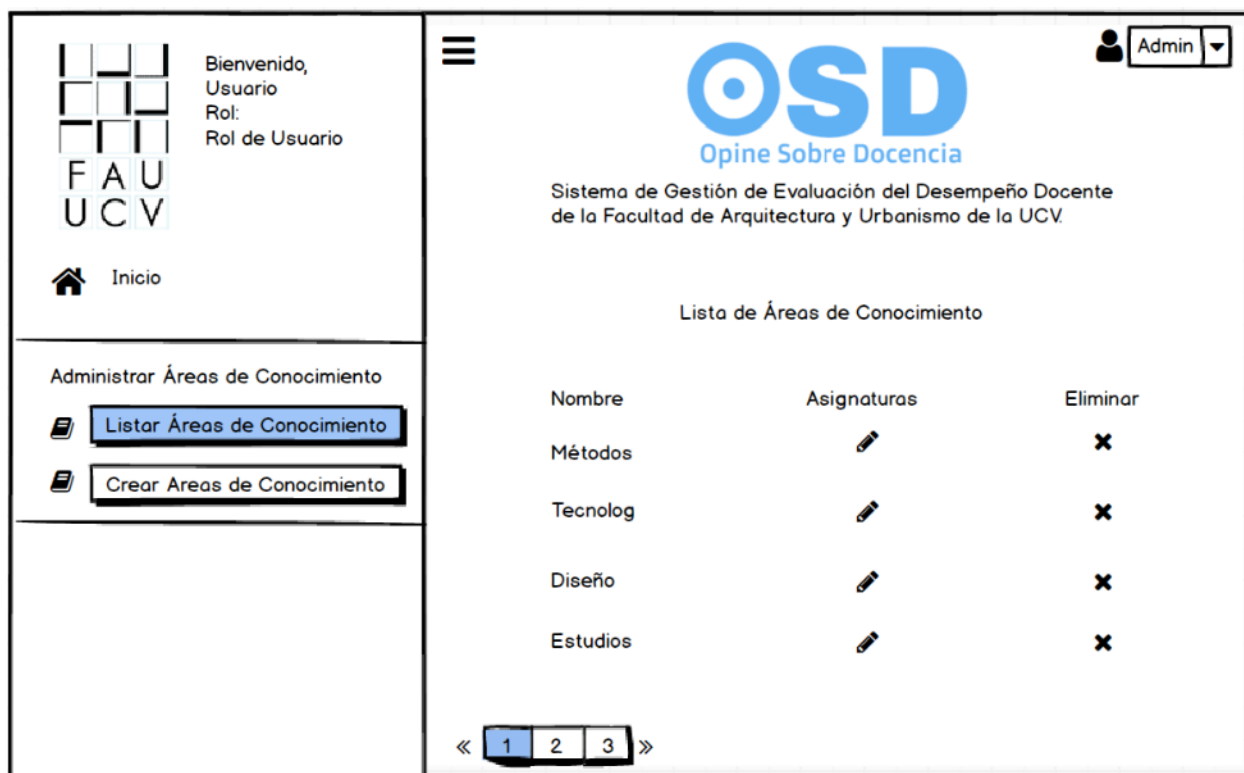 F A U
U C V
Bienvenido,
Usuario
Rol:
Rol de Usuario
Inicio
Administrar Áreas de Conocimiento
Listar Áreas de Conocimiento
Crear Areas de Conocimiento
Admin
OSD
Opine Sobre Docencia
Sistema de Gestión de Evaluación del Desempeño Docente
de la Facultad de Arquitectura y Urbanismo de la UCV.
Lista de Áreas de Conocimiento
Nombre Asignaturas Eliminar
Métodos
Tecnolog
Diseño
Estudios
« 1 2 3 »